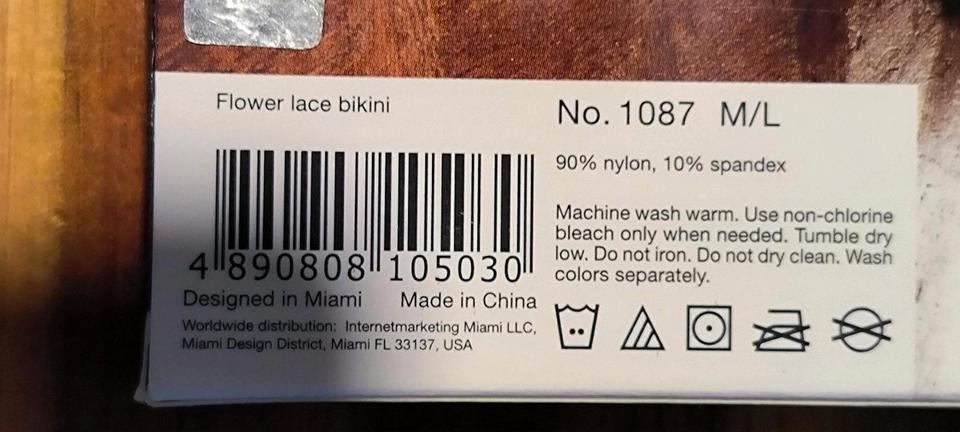 Flower lace bikini
No. 1087 M/L
90% nylon, 10% spandex
Machine wash warm. Use non-chlorine
bleach only when needed. Tumble dry
low. Do not iron. Do not dry clean. Wash
colors separately.
4 890808 105030
Designed in Miami Made in China
Worldwide distribution: Internetmarketing Miami LLC,
Miami Design District, Miami FL 33137, USA